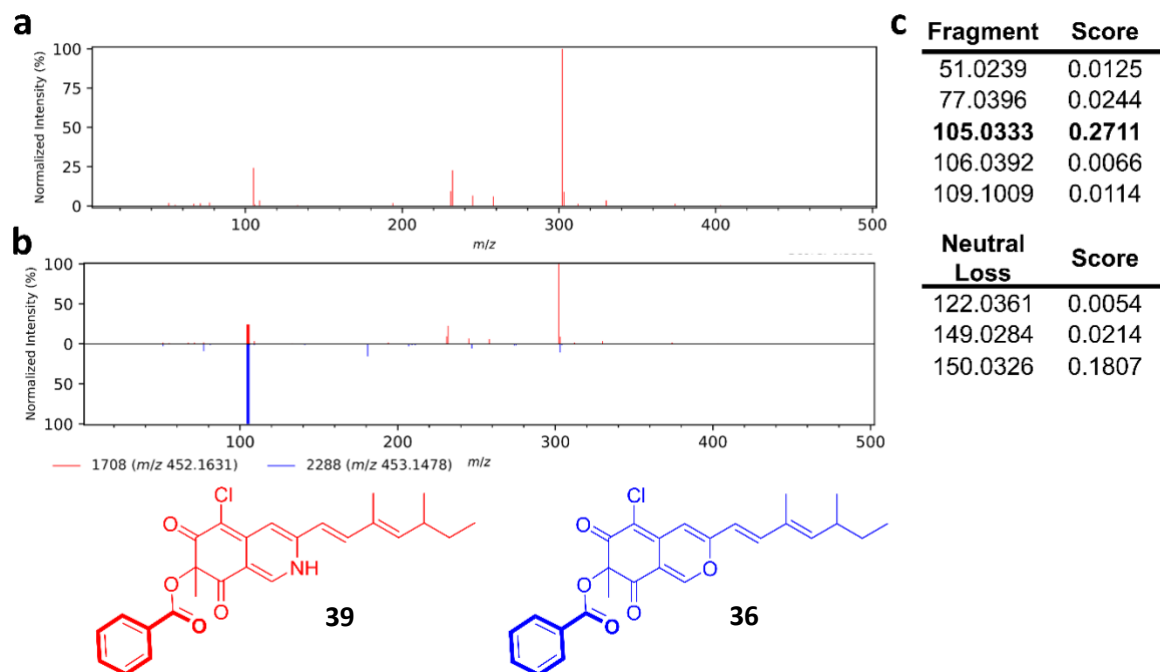 a
Normalized Intensity (%)
100
75
50
25
0
100
200
300
400
500
m/z
b
Normalized Intensity (%)
100
50
0
50
100
100
200
300
400
500
m/z
1708 (m/z 452.1631)
2288 (m/z 453.1478)
Cl
O
NH
O
O
O
39
Cl
O
O
O
O
O
36
c
Fragment Score
51.0239 0.0125
77.0396 0.0244
105.0333 0.2711
106.0392 0.0066
109.1009 0.0114
Neutral
Loss Score
122.0361 0.0054
149.0284 0.0214
150.0326 0.1807